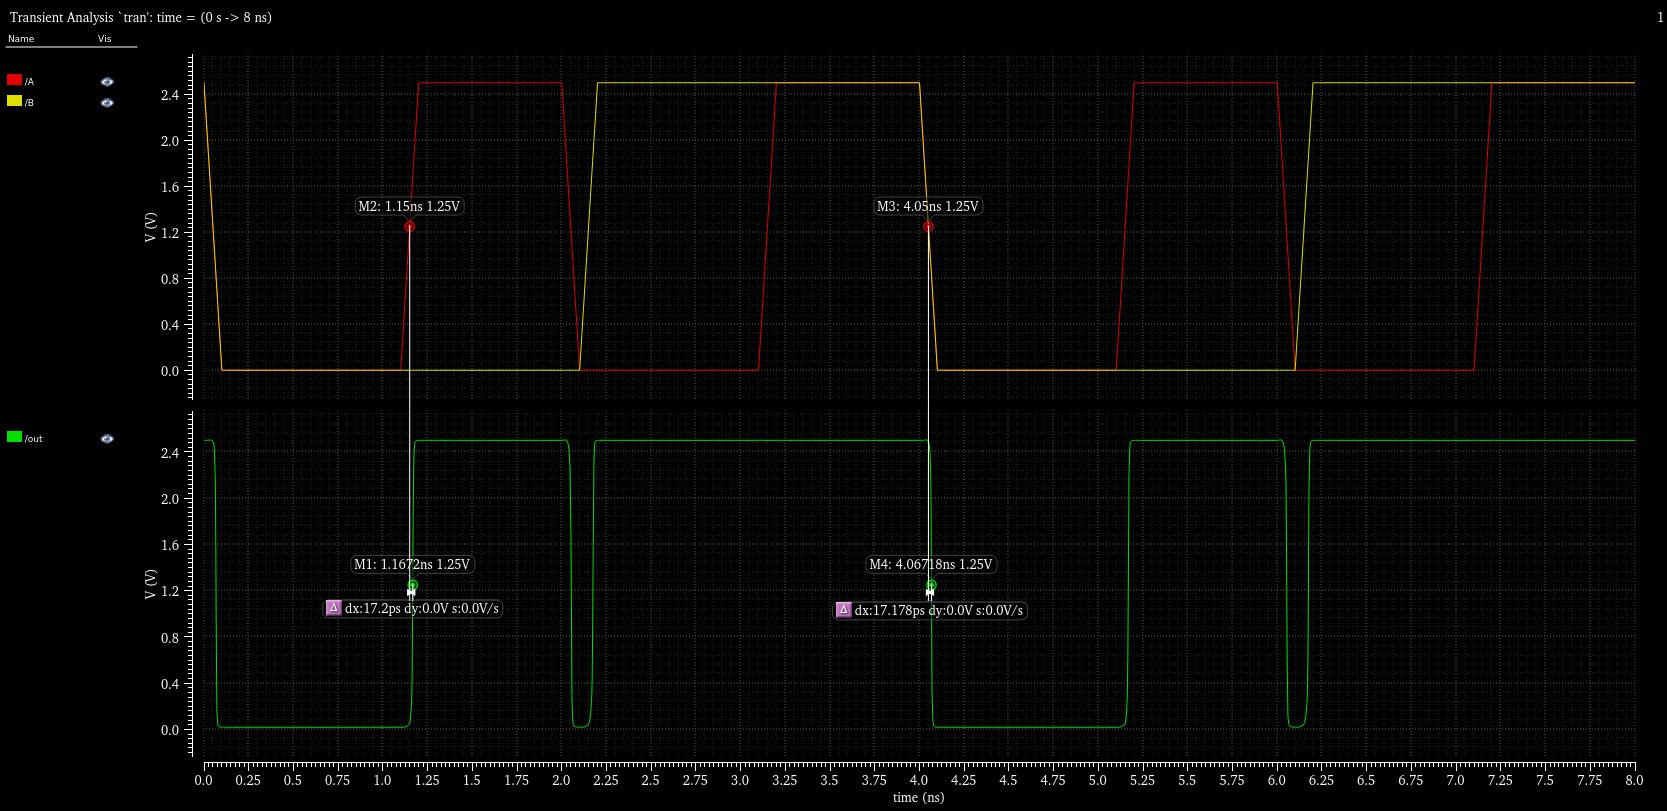 Transient Analysis `tran': time = (0 s -> 8 ns)
1
Name Vis
/A
/B
2.4
2.0
1.6
1.2
0.8
0.4
0.0
V (V)
M2: 1.15ns 1.25V
M3: 4.05ns 1.25V
/out
2.4
2.0
1.6
1.2
0.8
0.4
0.0
V (V)
M1: 1.1672ns 1.25V
M4: 4.06718ns 1.25V
Δ dx:17.2ps dy:0.0V s:0.0V/s
Δ dx:17.178ps dy:0.0V s:0.0V/s
0.0 0.25 0.5 0.75 1.0 1.25 1.5 1.75 2.0 2.25 2.5 2.75 3.0 3.25 3.5 3.75 4.0 4.25 4.5 4.75 5.0 5.25 5.5 5.75 6.0 6.25 6.5 6.75 7.0 7.25 7.5 7.75 8.0
time (ns)